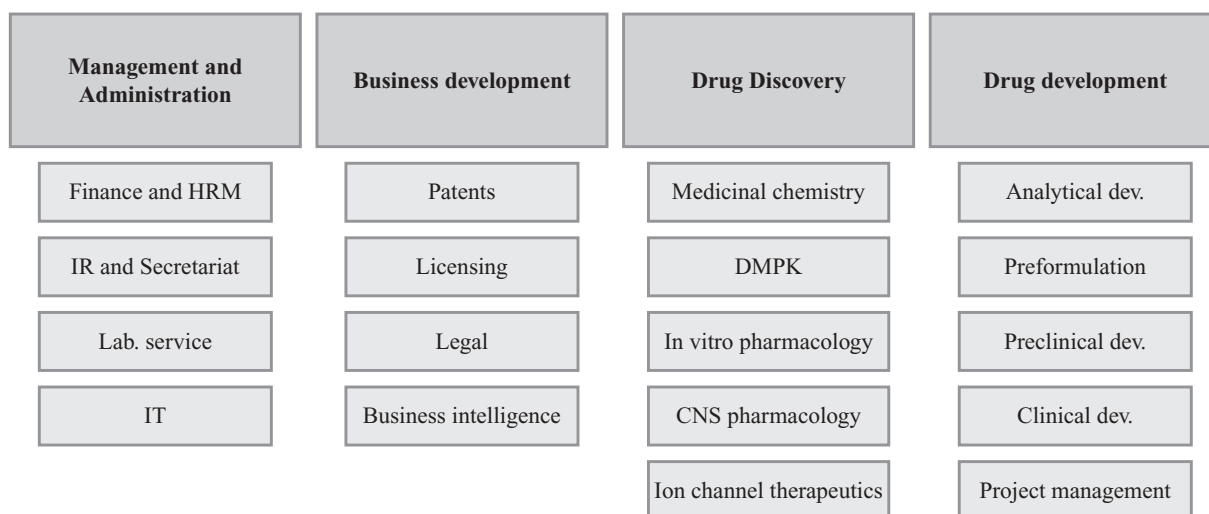 Management and
Administration
Finance and HRM
IR and Secretariat
Lab. service
IT
Business development
Patents
Licensing
Legal
Business intelligence
Drug Discovery
Medicinal chemistry
DMPK
In vitro pharmacology
CNS pharmacology
Ion channel therapeutics
Drug development
Analytical dev.
Preformulation
Preclinical dev.
Clinical dev.
Project management